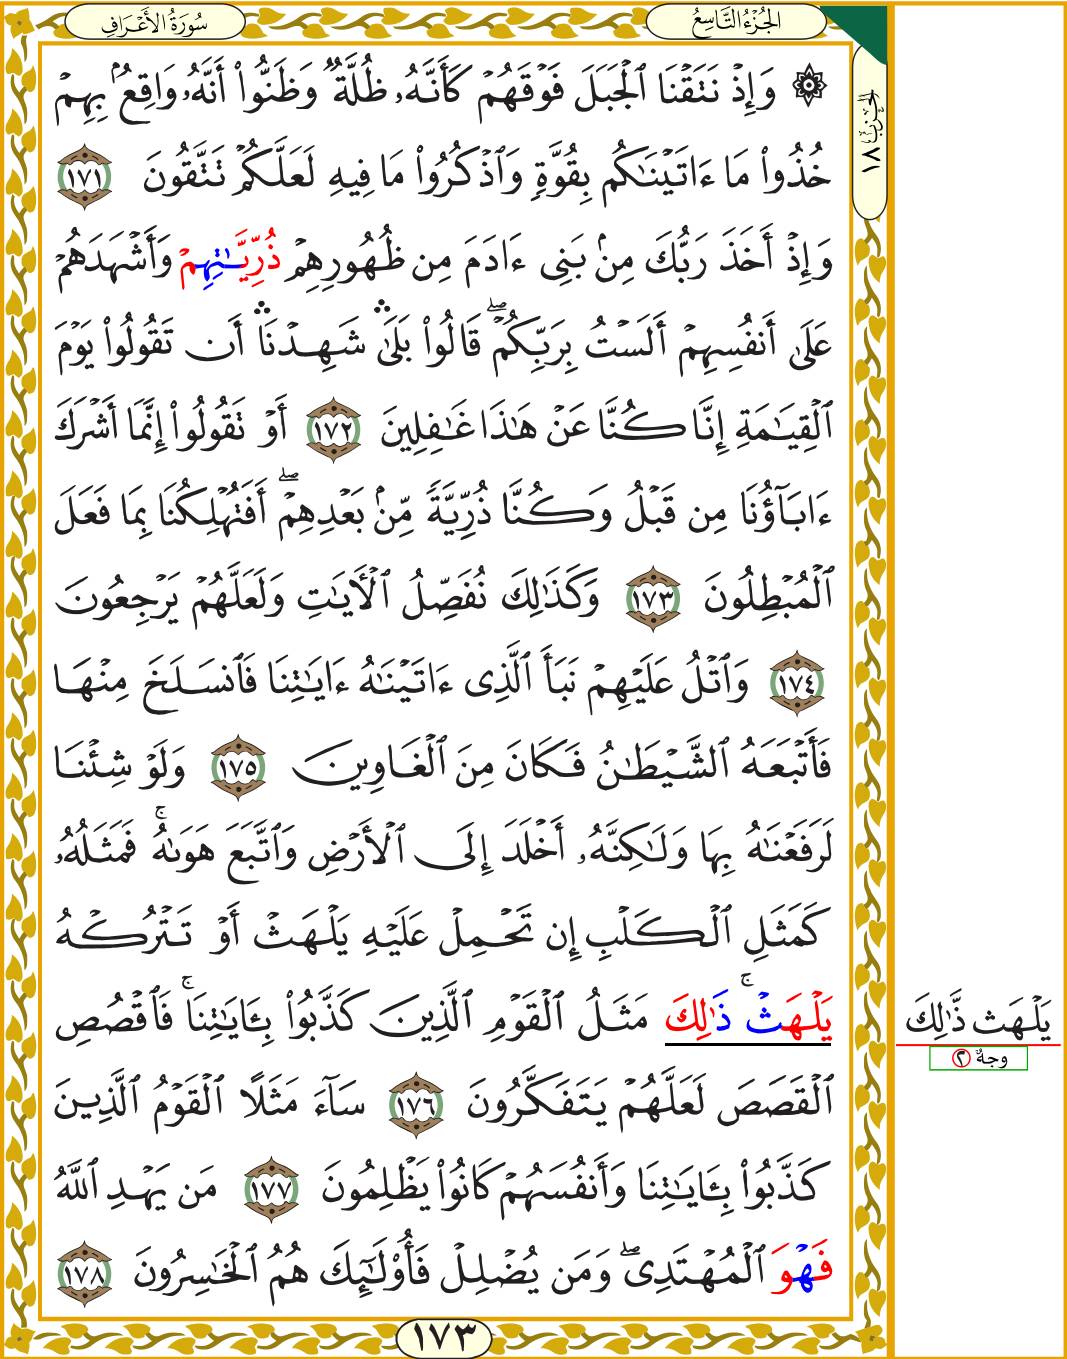 سُورَةُ الأَعْرَافِ
الجُزْءُ التَّاسِعُ
الحِزْبُ ١٨
۞ وَإِذْ نَتَقْنَا ٱلْجَبَلَ فَوْقَهُمْ كَأَنَّهُۥ ظُلَّةٌ وَظَنُّوٓا۟ أَنَّهُۥ وَاقِعٌۢ بِهِمْ
خُذُوا۟ مَا ءَاتَيْنَـٰكُم بِقُوَّةٍ وَٱذْكُرُوا۟ مَا فِيهِ لَعَلَّكُمْ تَتَّقُونَ ١٧١
وَإِذْ أَخَذَ رَبُّكَ مِنۢ بَنِى ءَادَمَ مِن ظُهُورِهِمْ ذُرِّيَّـٰتِهِمْ وَأَشْهَدَهُمْ
عَلَىٰٓ أَنفُسِهِمْ أَلَسْتُ بِرَبِّكُمْ ۖ قَالُوا۟ بَلَىٰ ۛ شَهِدْنَآ ۛ أَن تَقُولُوا۟ يَوْمَ
ٱلْقِيَـٰمَةِ إِنَّا كُنَّا عَنْ هَـٰذَا غَـٰفِلِينَ ١٧٢ أَوْ تَقُولُوٓا۟ إِنَّمَآ أَشْرَكَ
ءَابَآؤُنَا مِن قَبْلُ وَكُنَّا ذُرِّيَّةً مِّنۢ بَعْدِهِمْ ۖ أَفَتُهْلِكُنَا بِمَا فَعَلَ
ٱلْمُبْطِلُونَ ١٧٣ وَكَذَٰلِكَ نُفَصِّلُ ٱلْـَٔايَـٰتِ وَلَعَلَّهُمْ يَرْجِعُونَ
١٧٤ وَٱتْلُ عَلَيْهِمْ نَبَأَ ٱلَّذِىٓ ءَاتَيْنَـٰهُ ءَايَـٰتِنَا فَٱنسَلَخَ مِنْهَا
فَأَتْبَعَهُ ٱلشَّيْطَـٰنُ فَكَانَ مِنَ ٱلْغَاوِينَ ١٧٥ وَلَوْ شِئْنَا
لَرَفَعْنَـٰهُ بِهَا وَلَـٰكِنَّهُۥٓ أَخْلَدَ إِلَى ٱلْأَرْضِ وَٱتَّبَعَ هَوَىٰهُ ۚ فَمَثَلُهُۥ
كَمَثَلِ ٱلْكَلْبِ إِن تَحْمِلْ عَلَيْهِ يَلْهَثْ أَوْ تَتْرُكْهُ
يَلْهَثْ ۚ ذَٰلِكَ مَثَلُ ٱلْقَوْمِ ٱلَّذِينَ كَذَّبُوا۟ بِـَٔايَـٰتِنَا ۚ فَٱقْصُصِ
ٱلْقَصَصَ لَعَلَّهُمْ يَتَفَكَّرُونَ ١٧٦ سَآءَ مَثَلًا ٱلْقَوْمُ ٱلَّذِينَ
كَذَّبُوا۟ بِـَٔايَـٰتِنَا وَأَنفُسَهُمْ كَانُوا۟ يَظْلِمُونَ ١٧٧ مَن يَهْدِ ٱللَّهُ
فَهْوَ ٱلْمُهْتَدِى ۖ وَمَن يُضْلِلْ فَأُو۟لَـٰٓئِكَ هُمُ ٱلْخَـٰسِرُونَ ١٧٨
يَلْهَث ذَّٰلِكَ
وجهٌ ٢
١٧٣